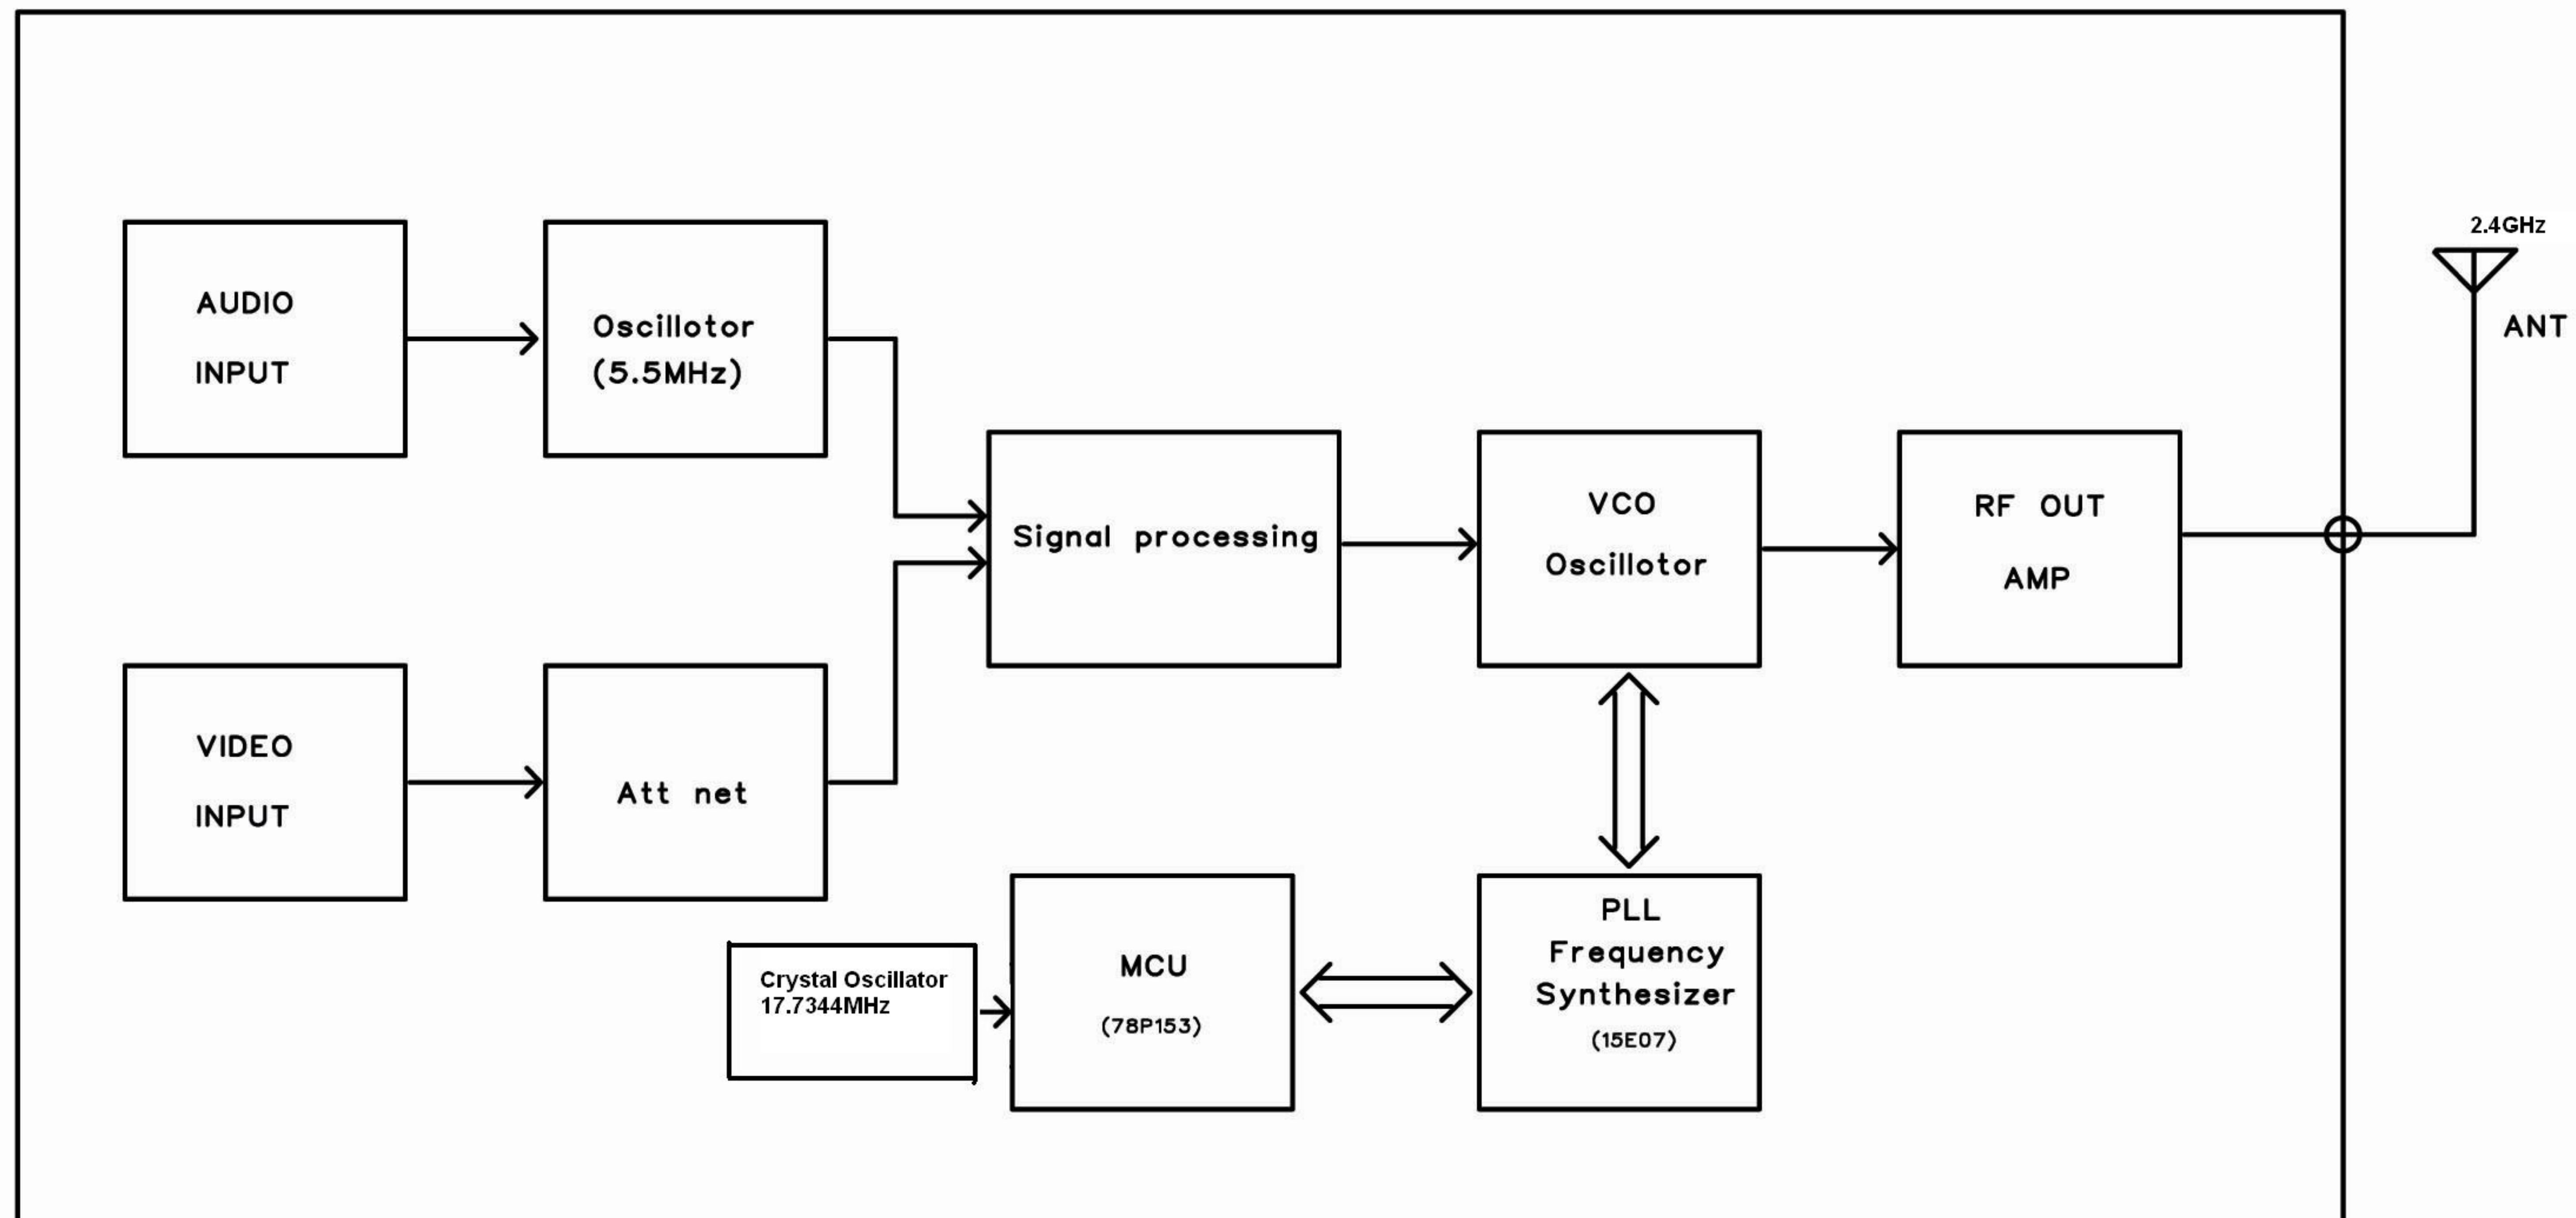 2.4GHz
ANT
AUDIO
INPUT
Oscillotor
(5.5MHz)
Signal processing
VCO
Oscillotor
RF OUT
AMP
VIDEO
INPUT
Att net
Crystal Oscillator
17.7344MHz
MCU
(78P153)
PLL
Frequency
Synthesizer
(15E07)